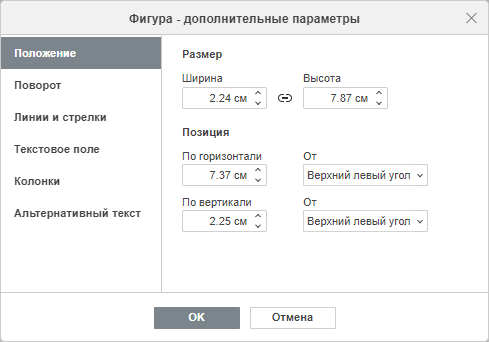 Фигура - дополнительные параметры
Положение
Поворот
Линии и стрелки
Текстовое поле
Колонки
Альтернативный текст
Размер
Ширина Высота
2.24 см 7.87 см
Позиция
По горизонтали От
7.37 см Верхний левый угол
По вертикали От
2.25 см Верхний левый угол
OK Отмена